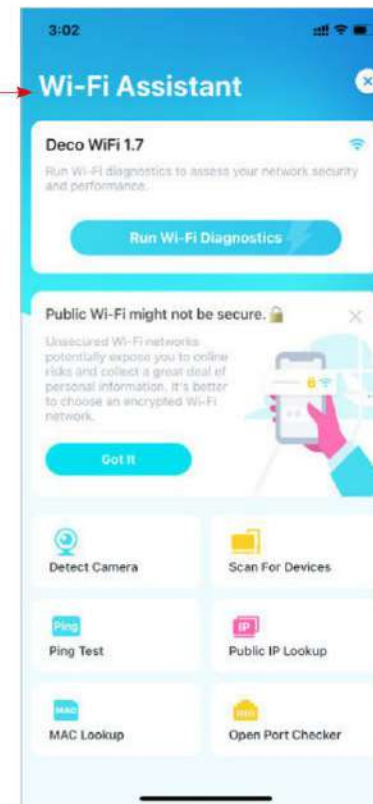 3:02
Wi-Fi Assistant
Deco WiFi 1.7
Run Wi-Fi diagnostics to assess your network security
and performance.
Run Wi-Fi Diagnostics
Public Wi-Fi might not be secure.
Unsecured Wi-Fi networks
potentially expose you to online
risks and collect a great deal of
personal information. It's better
to choose an encrypted Wi-Fi
network.
Got It
Detect Camera
Scan For Devices
Ping
Ping Test
IP
Public IP Lookup
MAC
MAC Lookup
Open Port Checker